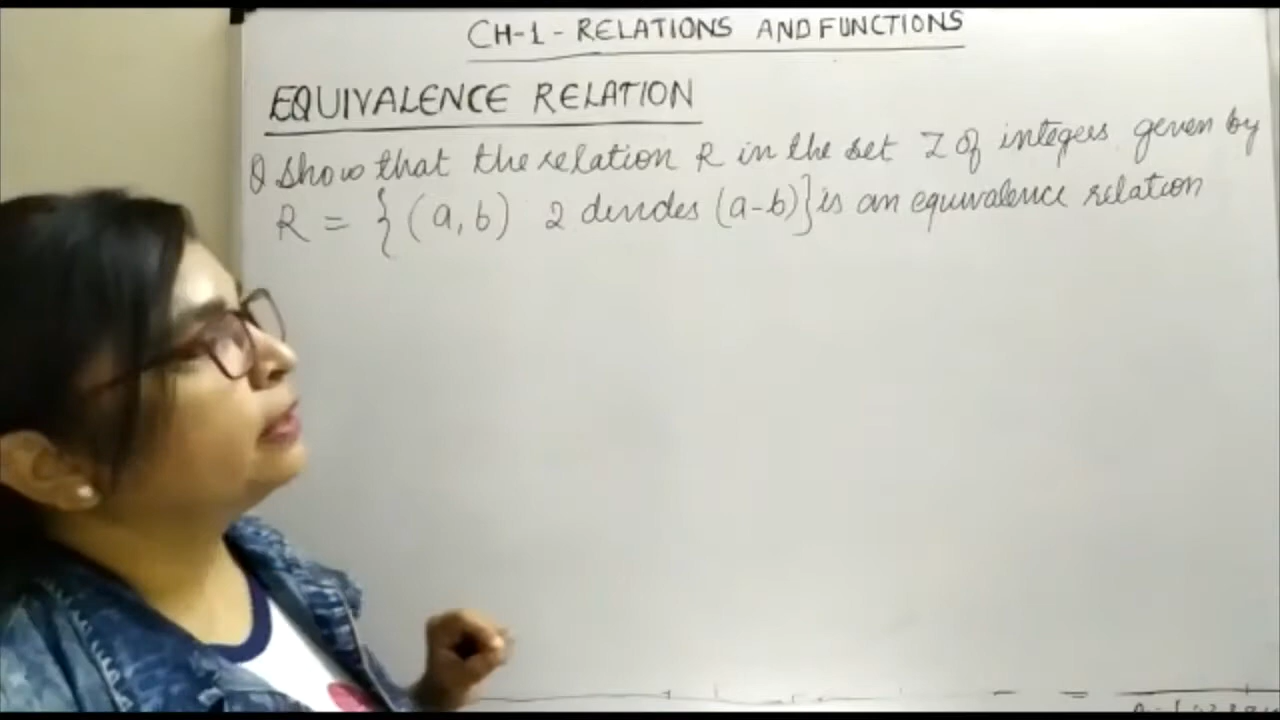 CH-1 - RELATIONS AND FUNCTIONS
EQUIVALENCE RELATION
Q Show that the relation R in the set Z of integers given by
R = { (a, b) 2 divides (a-b)} is an equivalence relation